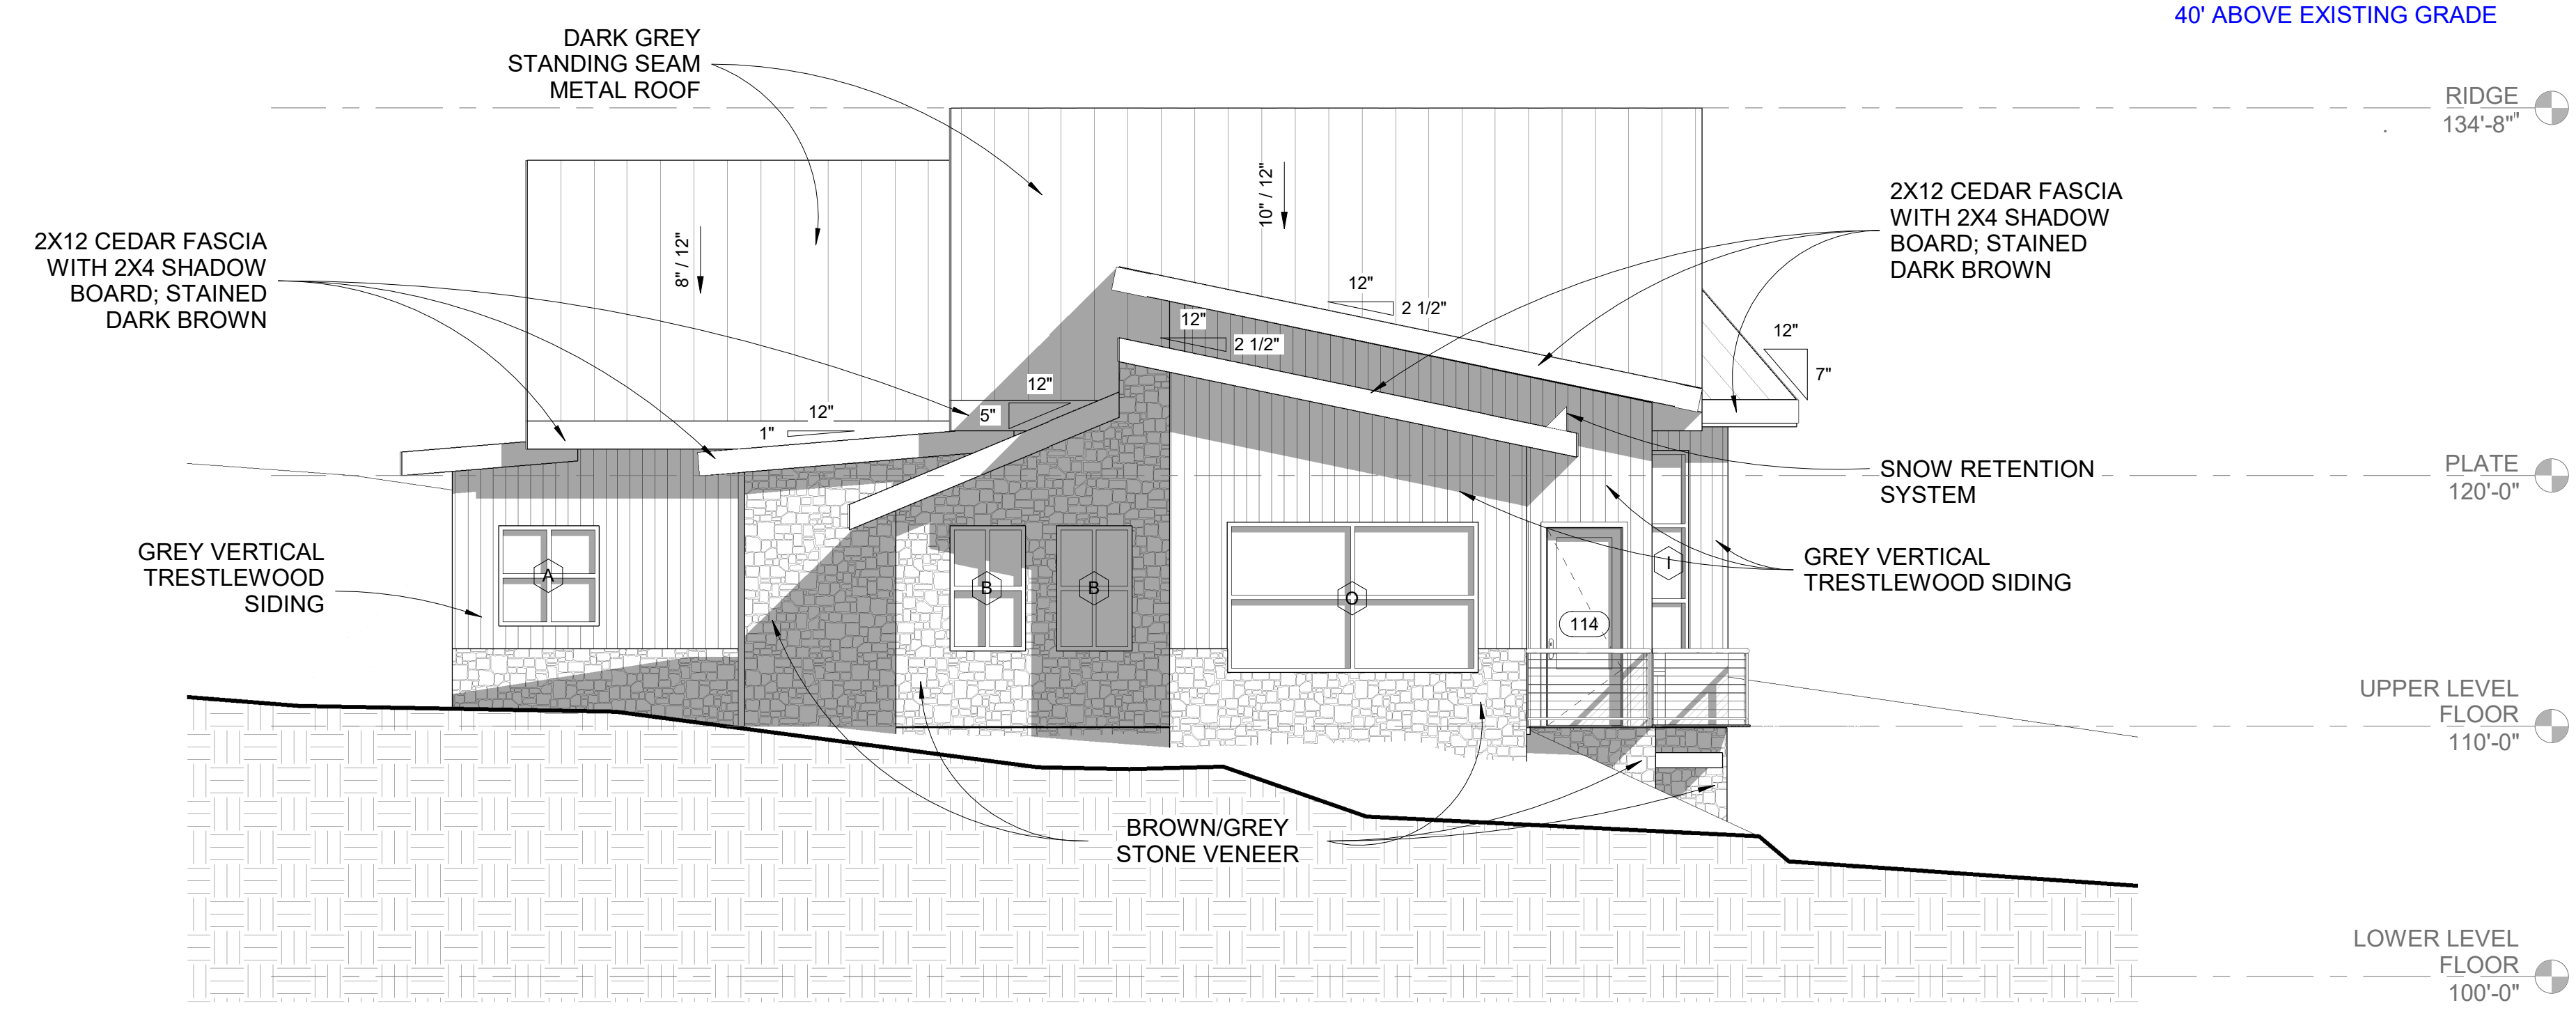 40' ABOVE EXISTING GRADE
DARK GREY
STANDING SEAM
METAL ROOF
RIDGE
134'-8"
2X12 CEDAR FASCIA
WITH 2X4 SHADOW
BOARD; STAINED
DARK BROWN
2X12 CEDAR FASCIA
WITH 2X4 SHADOW
BOARD; STAINED
DARK BROWN
8" / 12"
10" / 12"
12"
2 1/2"
12"
2 1/2"
12"
7"
12"
5"
12"
1"
SNOW RETENTION
SYSTEM
PLATE
120'-0"
GREY VERTICAL
TRESTLEWOOD
SIDING
A
B
B
O
I
114
GREY VERTICAL
TRESTLEWOOD SIDING
UPPER LEVEL
FLOOR
110'-0"
BROWN/GREY
STONE VENEER
LOWER LEVEL
FLOOR
100'-0"